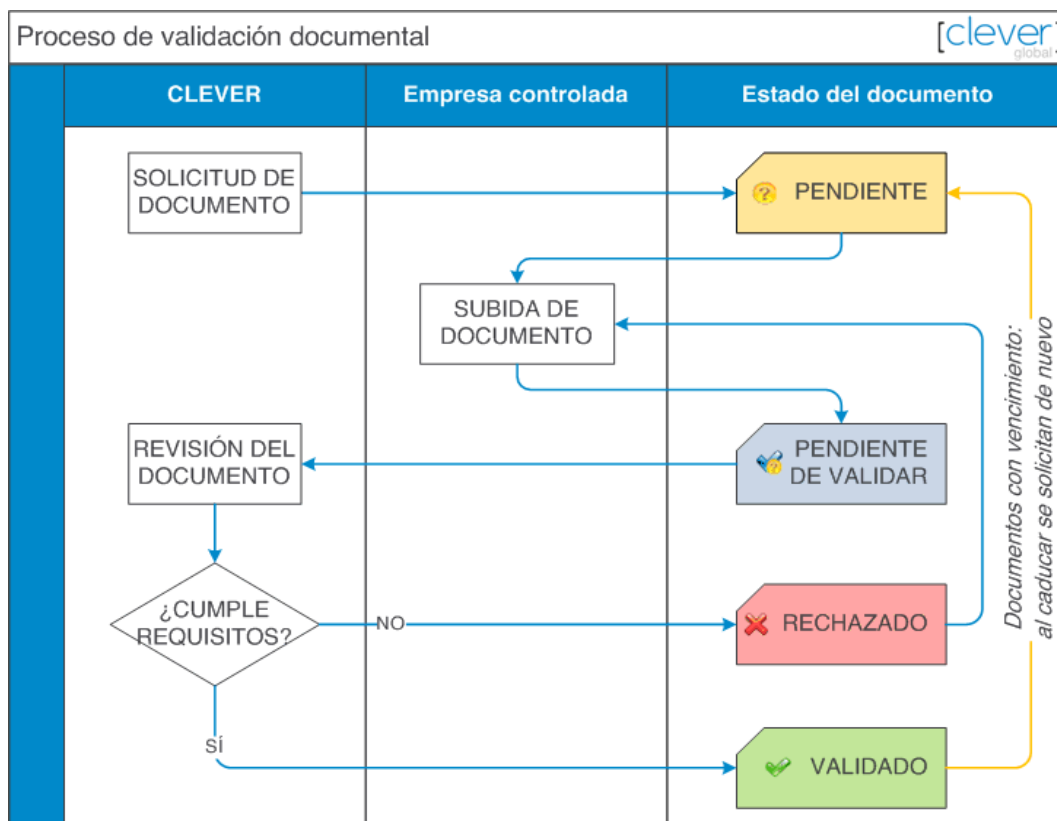 Proceso de validación documental
[clever]
global
CLEVER
Empresa controlada
Estado del documento
SOLICITUD DE
DOCUMENTO
PENDIENTE
SUBIDA DE
DOCUMENTO
REVISIÓN DEL
DOCUMENTO
PENDIENTE
DE VALIDAR
¿CUMPLE
REQUISITOS?
NO
RECHAZADO
SÍ
VALIDADO
Documentos con vencimiento:
al caducar se solicitan de nuevo